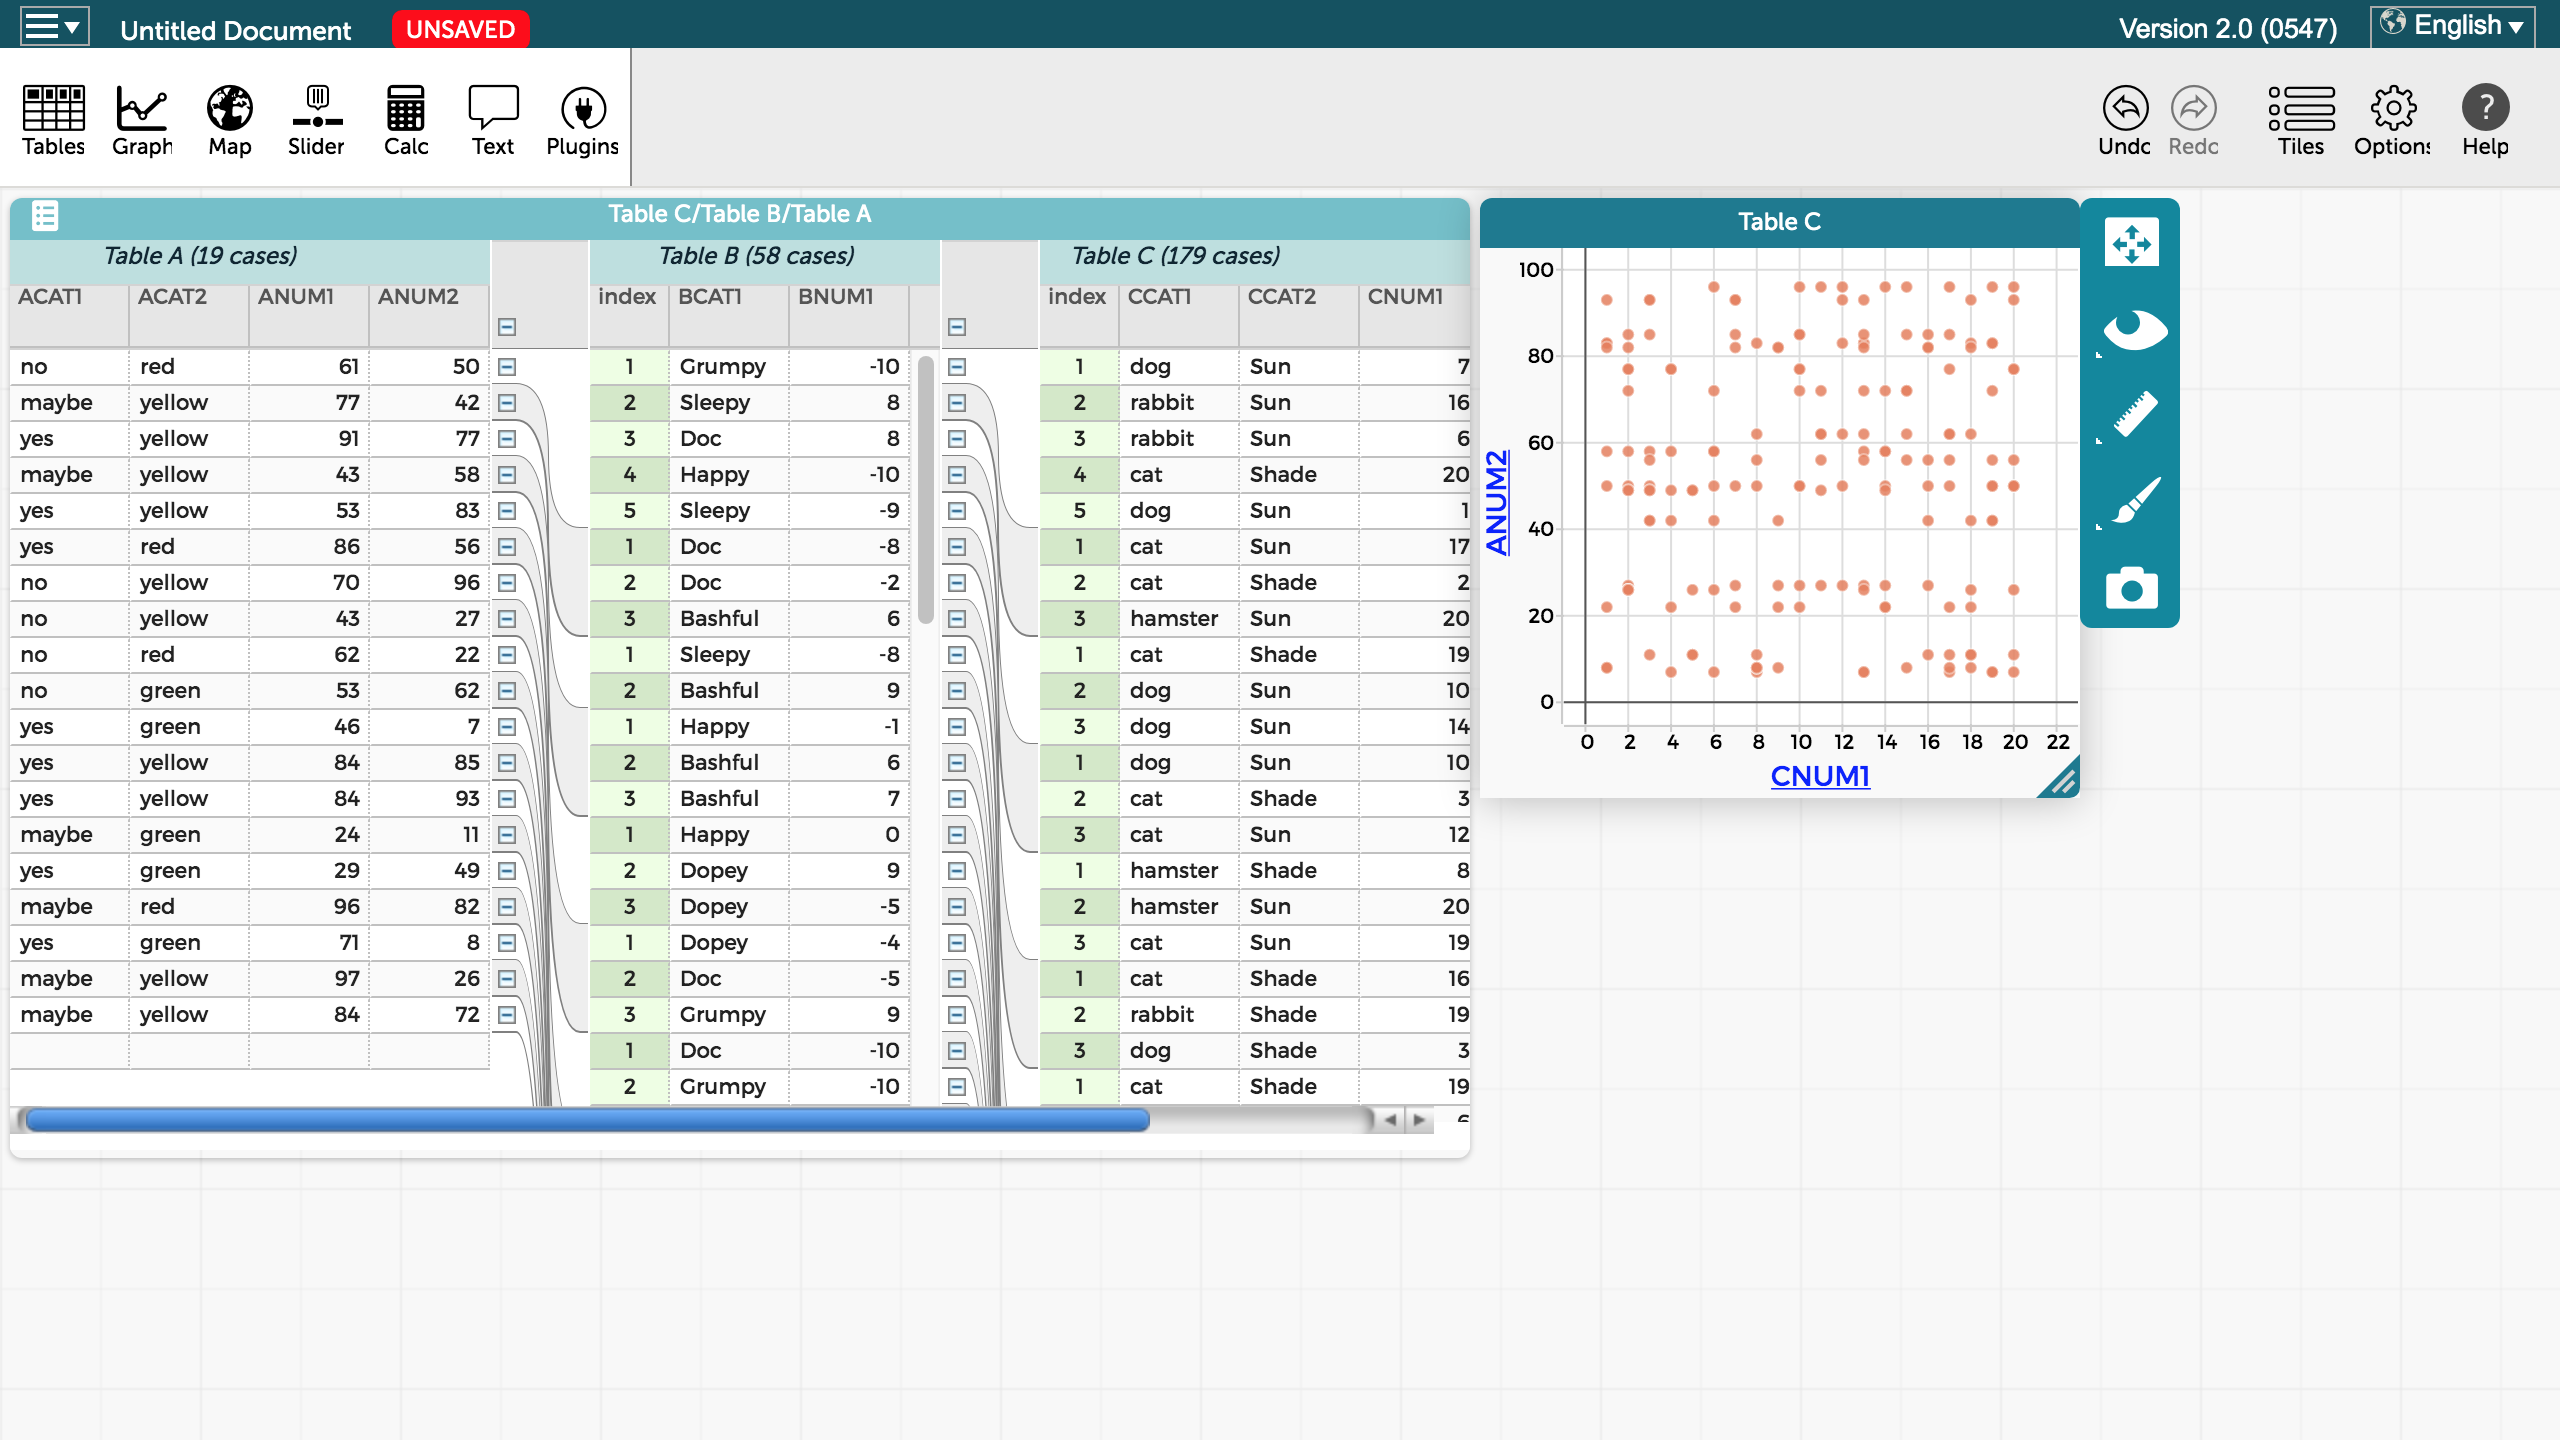 Untitled Document UNSAVED Version 2.0 (0547) English
Tables Graph Map Slider Calc Text Plugins Undo Redo Tiles Options ? Help
Table C/Table B/Table A
Table A (19 cases) Table B (58 cases) Table C (179 cases)
ACAT1 ACAT2 ANUM1 ANUM2 index BCAT1 BNUM1 index CCAT1 CCAT2 CNUM1
no red 61 50 1 Grumpy -10 1 dog Sun 7
maybe yellow 77 42 2 Sleepy 8 2 rabbit Sun 16
yes yellow 91 77 3 Doc 8 3 rabbit Sun 6
maybe yellow 43 58 4 Happy -10 4 cat Shade 20
yes yellow 53 83 5 Sleepy -9 5 dog Sun 1
yes red 86 56 1 Doc -8 1 cat Sun 17
no yellow 70 96 2 Doc -2 2 cat Shade 2
no yellow 43 27 3 Bashful 6 3 hamster Sun 20
no red 62 22 1 Sleepy -8 1 cat Shade 19
no green 53 62 2 Bashful 9 2 dog Sun 10
yes green 46 7 1 Happy -1 3 dog Sun 14
yes yellow 84 85 2 Bashful 6 1 dog Sun 10
yes yellow 84 93 3 Bashful 7 2 cat Shade 3
maybe green 24 11 1 Happy 0 3 cat Sun 12
yes green 29 49 2 Dopey 9 1 hamster Shade 8
maybe red 96 82 3 Dopey -5 2 hamster Sun 20
yes green 71 8 1 Dopey -4 3 cat Sun 19
maybe yellow 97 26 2 Doc -5 1 cat Shade 16
maybe yellow 84 72 3 Grumpy 9 2 rabbit Shade 19
1 Doc -10 3 dog Shade 3
2 Grumpy -10 1 cat Shade 19
Table C
100
80
60
40
20
0
ANUM2
0 2 4 6 8 10 12 14 16 18 20 22
CNUM1